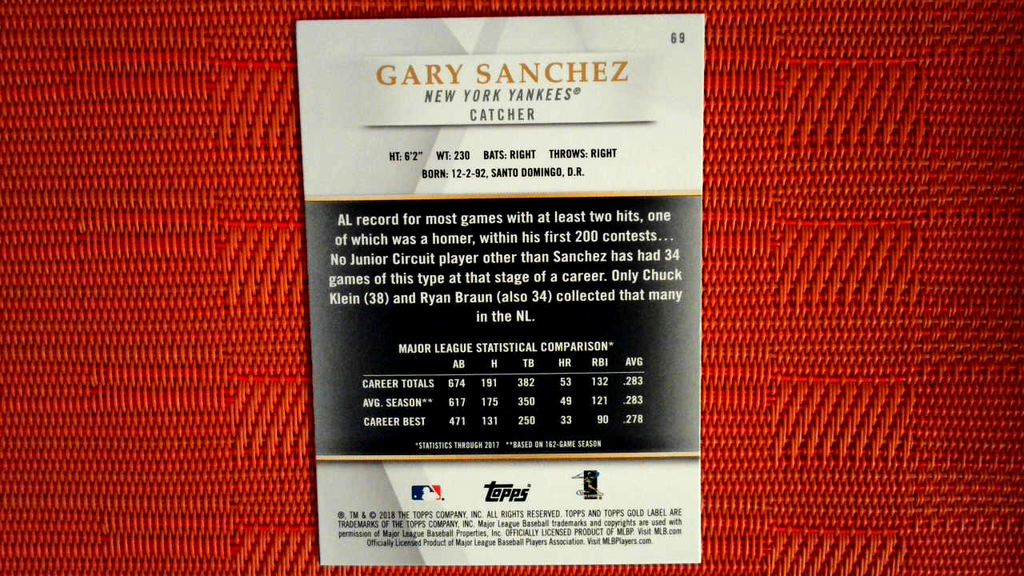 69
GARY SANCHEZ
NEW YORK YANKEES®
CATCHER
HT: 6'2" WT: 230 BATS: RIGHT THROWS: RIGHT
BORN: 12-2-92, SANTO DOMINGO, D.R.
AL record for most games with at least two hits, one
of which was a homer, within his first 200 contests...
No Junior Circuit player other than Sanchez has had 34
games of this type at that stage of a career. Only Chuck
Klein (38) and Ryan Braun (also 34) collected that many
in the NL.
MAJOR LEAGUE STATISTICAL COMPARISON*
AB H TB HR RBI AVG
CAREER TOTALS 674 191 382 53 132 .283
AVG. SEASON** 617 175 350 49 121 .283
CAREER BEST 471 131 250 33 90 .278
*STATISTICS THROUGH 2017 **BASED ON 162-GAME SEASON
topps
®, TM & © 2018 THE TOPPS COMPANY, INC. ALL RIGHTS RESERVED. TOPPS AND TOPPS GOLD LABEL ARE
TRADEMARKS OF THE TOPPS COMPANY, INC. Major League Baseball trademarks and copyrights are used with
permission of Major League Baseball Properties, Inc. OFFICIALLY LICENSED PRODUCT OF MLBP. Visit MLB.com
Officially Licensed Product of Major League Baseball Players Association. Visit MLBPlayers.com.